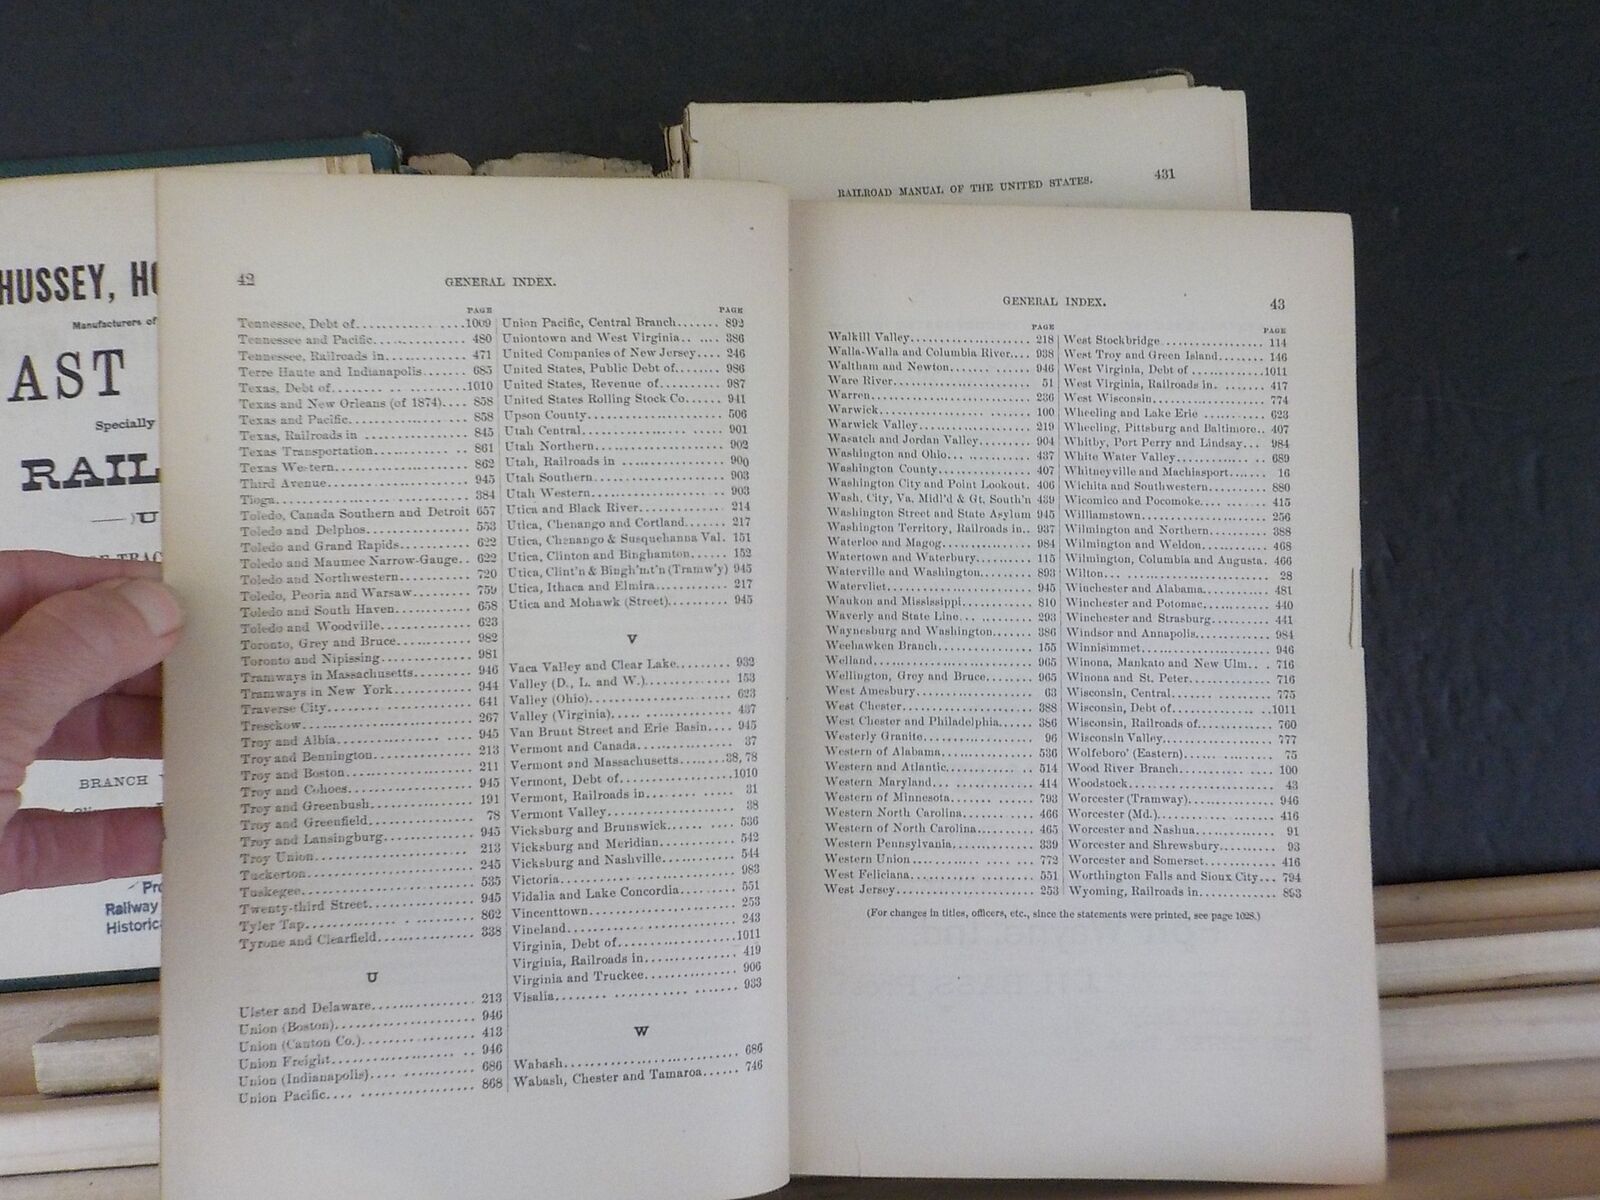 HUSSEY, HO
Manufacturers of
AST
Specially
RAIL
U
BRANCH
Pro
Railway
Historica
RAILROAD MANUAL OF THE UNITED STATES. 431
42 GENERAL INDEX.
PAGE
Tennessee, Debt of 1009
Tennessee and Pacific 480
Tennessee, Railroads in 471
Terre Haute and Indianapolis 685
Texas, Debt of 1010
Texas and New Orleans (of 1874) 858
Texas and Pacific 858
Texas, Railroads in 845
Texas Transportation 861
Texas Western 862
Third Avenue 945
Tioga 384
Toledo, Canada Southern and Detroit 657
Toledo and Delphos 553
Toledo and Grand Rapids 622
Toledo and Maumee Narrow-Gauge 622
Toledo and Northwestern 720
Toledo, Peoria and Warsaw 759
Toledo and South Haven 658
Toledo and Woodville 623
Toronto, Grey and Bruce 982
Toronto and Nipissing 981
Tramways in Massachusetts 946
Tramways in New York 944
Traverse City 641
Tresckow 267
Troy and Albia 945
Troy and Bennington 213
Troy and Boston 211
Troy and Cohoes 945
Troy and Greenbush 191
Troy and Greenfield 78
Troy and Lansingburg 945
Troy Union 213
Tuckerton 245
Tuskegee 535
Twenty-third Street 945
Tyler Tap 862
Tyrone and Clearfield 338
U
Ulster and Delaware 213
Union (Boston) 946
Union (Canton Co.) 413
Union Freight 946
Union (Indianapolis) 686
Union Pacific 868
PAGE
Union Pacific, Central Branch 892
Uniontown and West Virginia 386
United Companies of New Jersey 246
United States, Public Debt of 986
United States, Revenue of 987
United States Rolling Stock Co. 941
Upson County 506
Utah Central 901
Utah Northern 902
Utah, Railroads in 900
Utah Southern 903
Utah Western 903
Utica and Black River 214
Utica, Chenango and Cortland 217
Utica, Chenango & Susquehanna Val. 151
Utica, Clinton and Binghamton 152
Utica, Clint'n & Bingh'mt'n (Tramw'y) 945
Utica, Ithaca and Elmira 217
Utica and Mohawk (Street) 945
V
Vaca Valley and Clear Lake 932
Valley (D., L. and W.) 153
Valley (Ohio) 623
Valley (Virginia) 437
Van Brunt Street and Erie Basin 945
Vermont and Canada 37
Vermont and Massachusetts 38, 78
Vermont, Debt of 1010
Vermont, Railroads in 31
Vermont Valley 38
Vicksburg and Brunswick 536
Vicksburg and Meridian 542
Vicksburg and Nashville 544
Victoria 983
Vidalia and Lake Concordia 551
Vincenttown 253
Vineland 243
Virginia, Debt of 1011
Virginia, Railroads in 419
Virginia and Truckee 906
Visalia 933
W
Wabash 686
Wabash, Chester and Tamaroa 746
GENERAL INDEX. 43
PAGE
Walkill Valley 218
Walla-Walla and Columbia River 938
Waltham and Newton 946
Ware River 51
Warren 236
Warwick 100
Warwick Valley 219
Wasatch and Jordan Valley 904
Washington and Ohio 437
Washington County 407
Washington City and Point Lookout 406
Wash. City, Va. Midl'd & Gt. South'n 439
Washington Street and State Asylum 945
Washington Territory, Railroads in 937
Waterloo and Magog 984
Watertown and Waterbury 115
Waterville and Washington 893
Watervliet 945
Waukon and Mississippi 810
Waverly and State Line 293
Waynesburg and Washington 386
Weehawken Branch 155
Welland 965
Wellington, Grey and Bruce 965
West Amesbury 63
West Chester 388
West Chester and Philadelphia 386
Westerly Granite 96
Western of Alabama 536
Western and Atlantic 514
Western Maryland 414
Western of Minnesota 793
Western North Carolina 466
Western of North Carolina 465
Western Pennsylvania 339
Western Union 772
West Feliciana 551
West Jersey 253
PAGE
West Stockbridge 114
West Troy and Green Island 146
West Virginia, Debt of 1011
West Virginia, Railroads in 417
West Wisconsin 774
Wheeling and Lake Erie 623
Wheeling, Pittsburg and Baltimore 407
Whitby, Port Perry and Lindsay 984
White Water Valley 689
Whitneyville and Machiasport 16
Wichita and Southwestern 880
Wicomico and Pocomoke 415
Williamstown 256
Wilmington and Northern 388
Wilmington and Weldon 468
Wilmington, Columbia and Augusta 466
Wilton 28
Winchester and Alabama 481
Winchester and Potomac 440
Winchester and Strasburg 441
Windsor and Annapolis 984
Winnisimmet 946
Winona, Mankato and New Ulm 716
Winona and St. Peter 716
Wisconsin, Central 775
Wisconsin, Debt of 1011
Wisconsin, Railroads of 760
Wisconsin Valley 777
Wolfeboro' (Eastern) 75
Wood River Branch 100
Woodstock 43
Worcester (Tramway) 946
Worcester (Md.) 416
Worcester and Nashua 91
Worcester and Shrewsbury 93
Worcester and Somerset 416
Worthington Falls and Sioux City 794
Wyoming, Railroads in 893
(For changes in titles, officers, etc., since the statements were printed, see page 1028.)